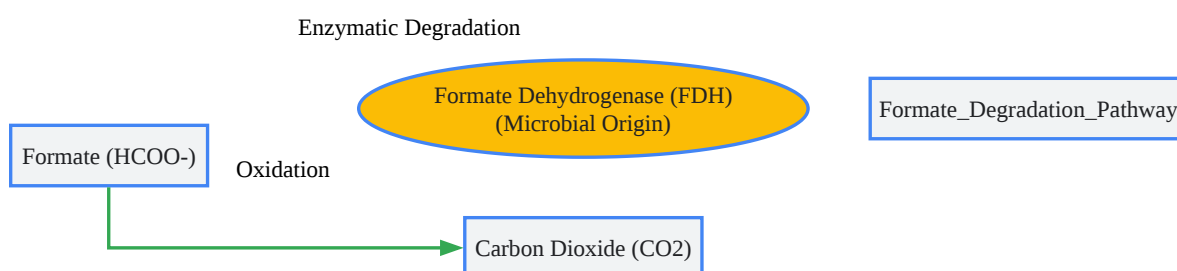 Enzymatic Degradation
Formate Dehydrogenase (FDH)
(Microbial Origin)
Formate_Degradation_Pathway
Formate (HCOO-)
Oxidation
Carbon Dioxide (CO2)